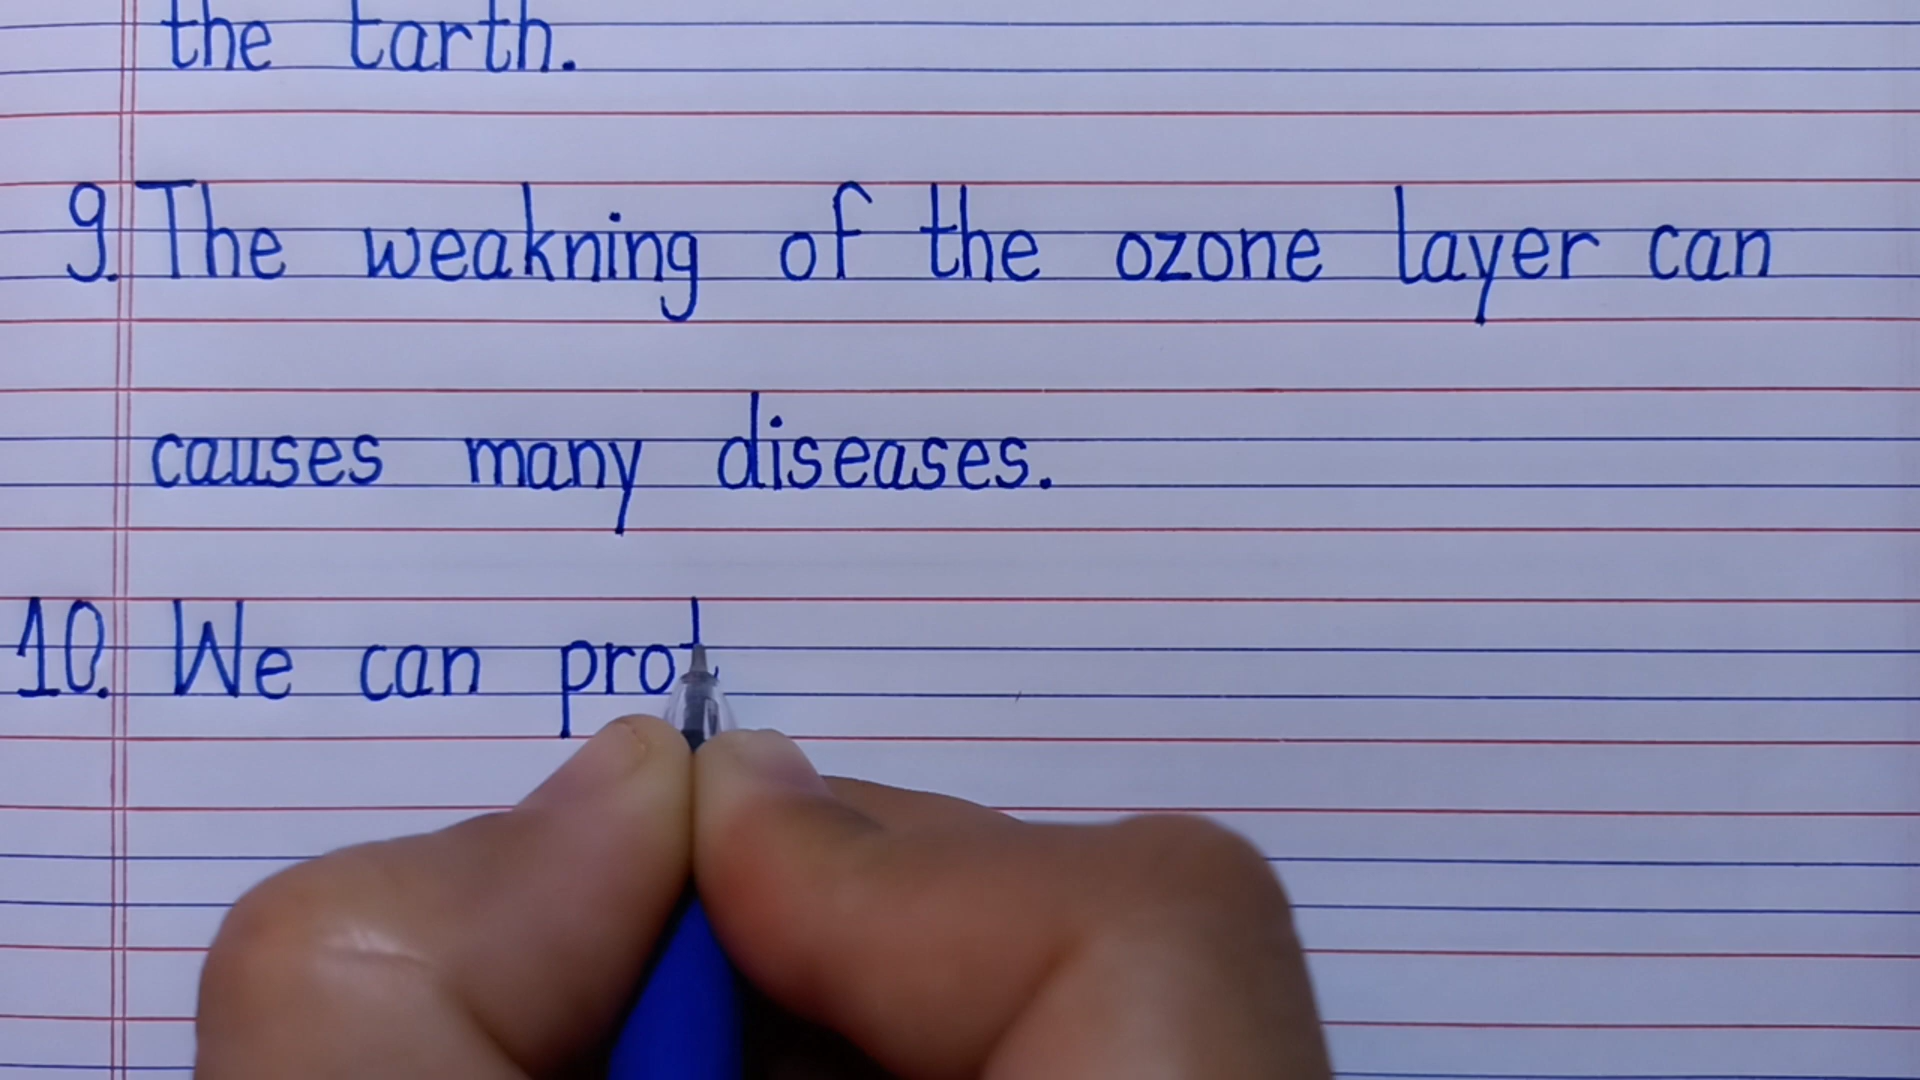 the Earth.
9. The weakning of the ozone layer can
causes many diseases.
10. We can prot